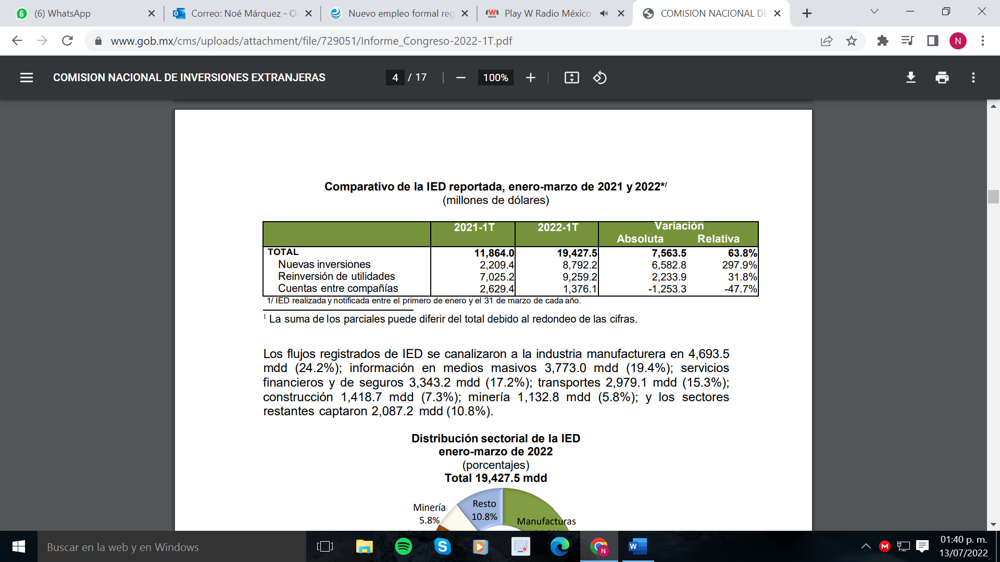 (6) WhatsApp
Correo: Noé Márquez - O
Nuevo empleo formal reg
Play W Radio México
COMISION NACIONAL DE
www.gob.mx/cms/uploads/attachment/file/729051/Informe_Congreso-2022-1T.pdf
N
COMISION NACIONAL DE INVERSIONES EXTRANJERAS
4 / 17
100%
Comparativo de la IED reportada, enero-marzo de 2021 y 2022*/
(millones de dólares)
2021-1T 2022-1T Variación
Absoluta Relativa
TOTAL 11,864.0 19,427.5 7,563.5 63.8%
Nuevas inversiones 2,209.4 8,792.2 6,582.8 297.9%
Reinversión de utilidades 7,025.2 9,259.2 2,233.9 31.8%
Cuentas entre compañías 2,629.4 1,376.1 -1,253.3 -47.7%
1/ IED realizada y notificada entre el primero de enero y el 31 de marzo de cada año.
1 La suma de los parciales puede diferir del total debido al redondeo de las cifras.
Los flujos registrados de IED se canalizaron a la industria manufacturera en 4,693.5
mdd (24.2%); información en medios masivos 3,773.0 mdd (19.4%); servicios
financieros y de seguros 3,343.2 mdd (17.2%); transportes 2,979.1 mdd (15.3%);
construcción 1,418.7 mdd (7.3%); minería 1,132.8 mdd (5.8%); y los sectores
restantes captaron 2,087.2 mdd (10.8%).
Distribución sectorial de la IED
enero-marzo de 2022
(porcentajes)
Total 19,427.5 mdd
Minería
5.8%
Resto
10.8%
Manufacturas
Buscar en la web y en Windows
01:40 p. m.
13/07/2022